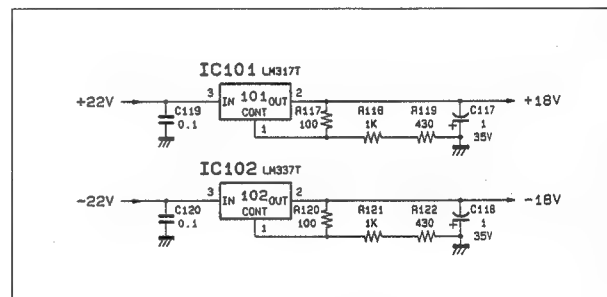 IC101 LM317T
+22V
3
IN 101 OUT
CONT
2
1
C119
0.1
R117
100
R118
1K
R119
430
C117
+
1
35V
+18V
IC102 LM337T
-22V
3
IN 102 OUT
CONT
2
1
C120
0.1
R120
100
R121
1K
R122
430
C118
+
1
35V
-18V